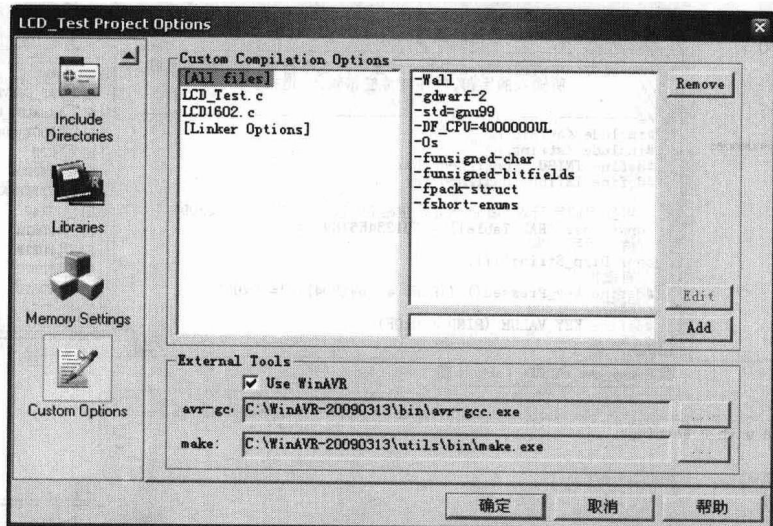 LCD_Test Project Options
Include
Directories
Libraries
Memory Settings
Custom Options
Custom Compilation Options
[All files]
LCD_Test.c
LCD1602.c
[Linker Options]
-Wall
-gdwarf-2
-std=gnu99
-DF_CPU=4000000UL
-Os
-funsigned-char
-funsigned-bitfields
-fpack-struct
-fshort-enums
Remove
Edit
Add
External Tools
Use WinAVR
avr-gc
C:\WinAVR-20090313\bin\avr-gcc.exe
make:
C:\WinAVR-20090313\utils\bin\make.exe
确定
取消
帮助